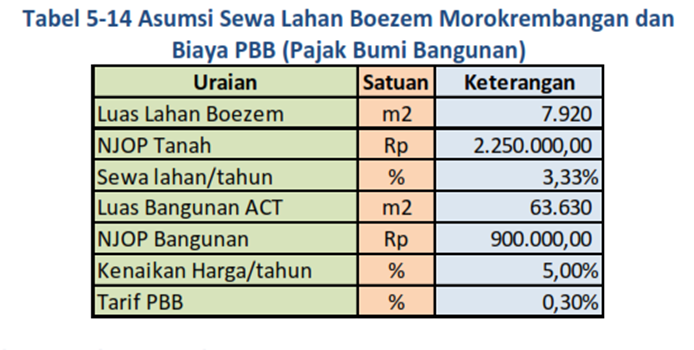 Tabel 5-14 Asumsi Sewa Lahan Boezem Morokrembangan dan
Biaya PBB (Pajak Bumi Bangunan)
Uraian Satuan Keterangan
Luas Lahan Boezem m2 7.920
NJOP Tanah Rp 2.250.000,00
Sewa lahan/tahun % 3,33%
Luas Bangunan ACT m2 63.630
NJOP Bangunan Rp 900.000,00
Kenaikan Harga/tahun % 5,00%
Tarif PBB % 0,30%